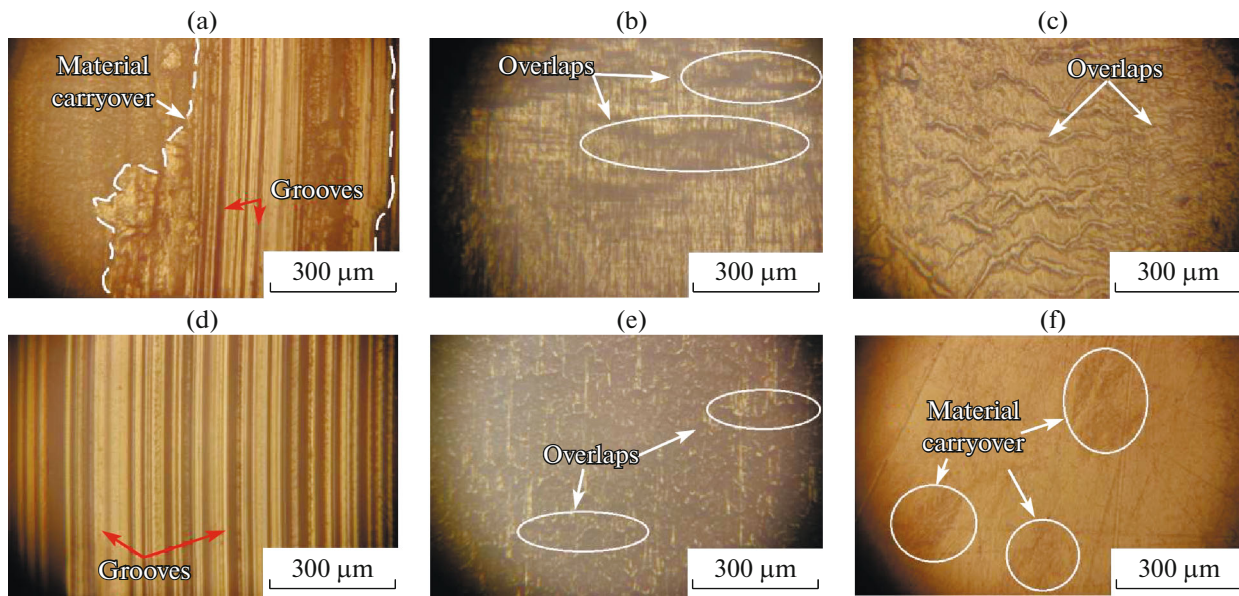 (a)
(b)
(c)
Material
carryover
Grooves
300 μm
Overlaps
300 μm
Overlaps
300 μm
(d)
(e)
(f)
Grooves
300 μm
Overlaps
300 μm
Material
carryover
300 μm